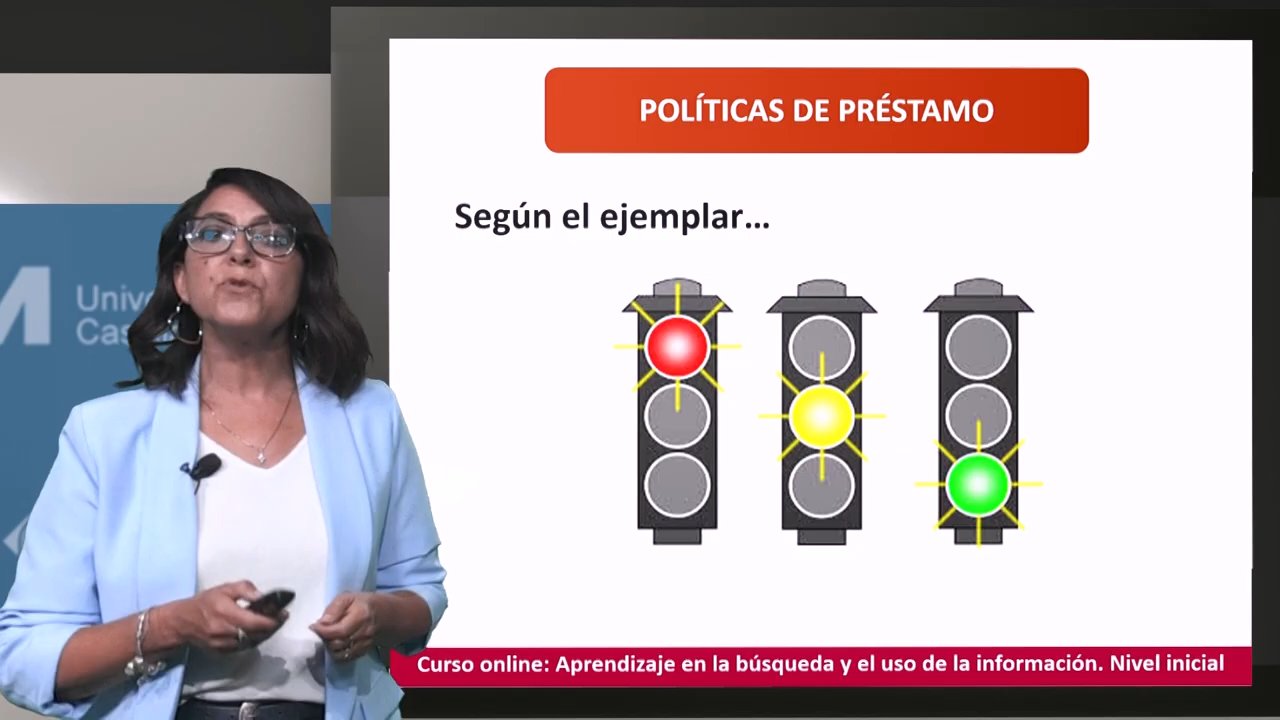 POLÍTICAS DE PRÉSTAMO
Según el ejemplar...
M
Curso online: Aprendizaje en la búsqueda y el uso de la información. Nivel inicial